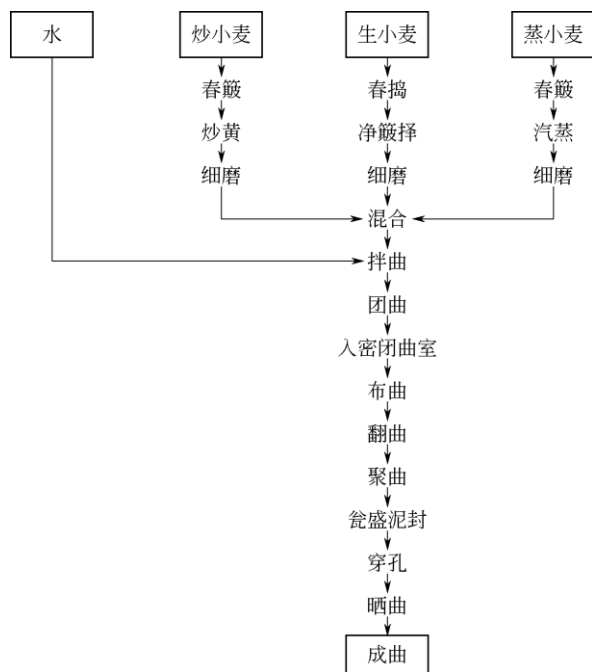 水 炒小麦 生小麦 蒸小麦
舂簸 舂捣 舂簸
炒黄 净簸择 汽蒸
细磨 细磨 细磨
混合
拌曲
团曲
入密闭曲室
布曲
翻曲
聚曲
瓮盛泥封
穿孔
晒曲
成曲